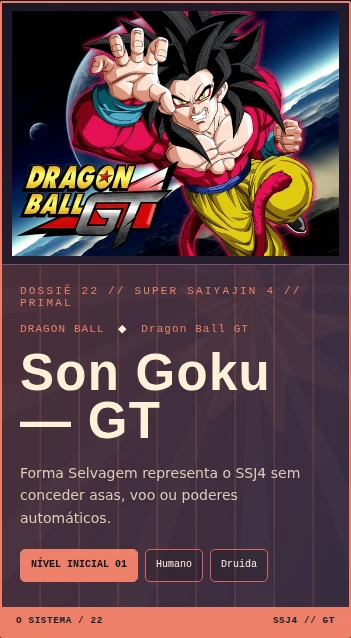 DRAGON
BALL GT
DOSSIÊ 22 // SUPER SAIYAJIN 4 //
PRIMAL
DRAGON BALL ◆ Dragon Ball GT
Son Goku
— GT
Forma Selvagem representa o SSJ4 sem
conceder asas, voo ou poderes
automáticos.
NÍVEL INICIAL 01 Humano Druida
O SISTEMA / 22 SSJ4 // GT